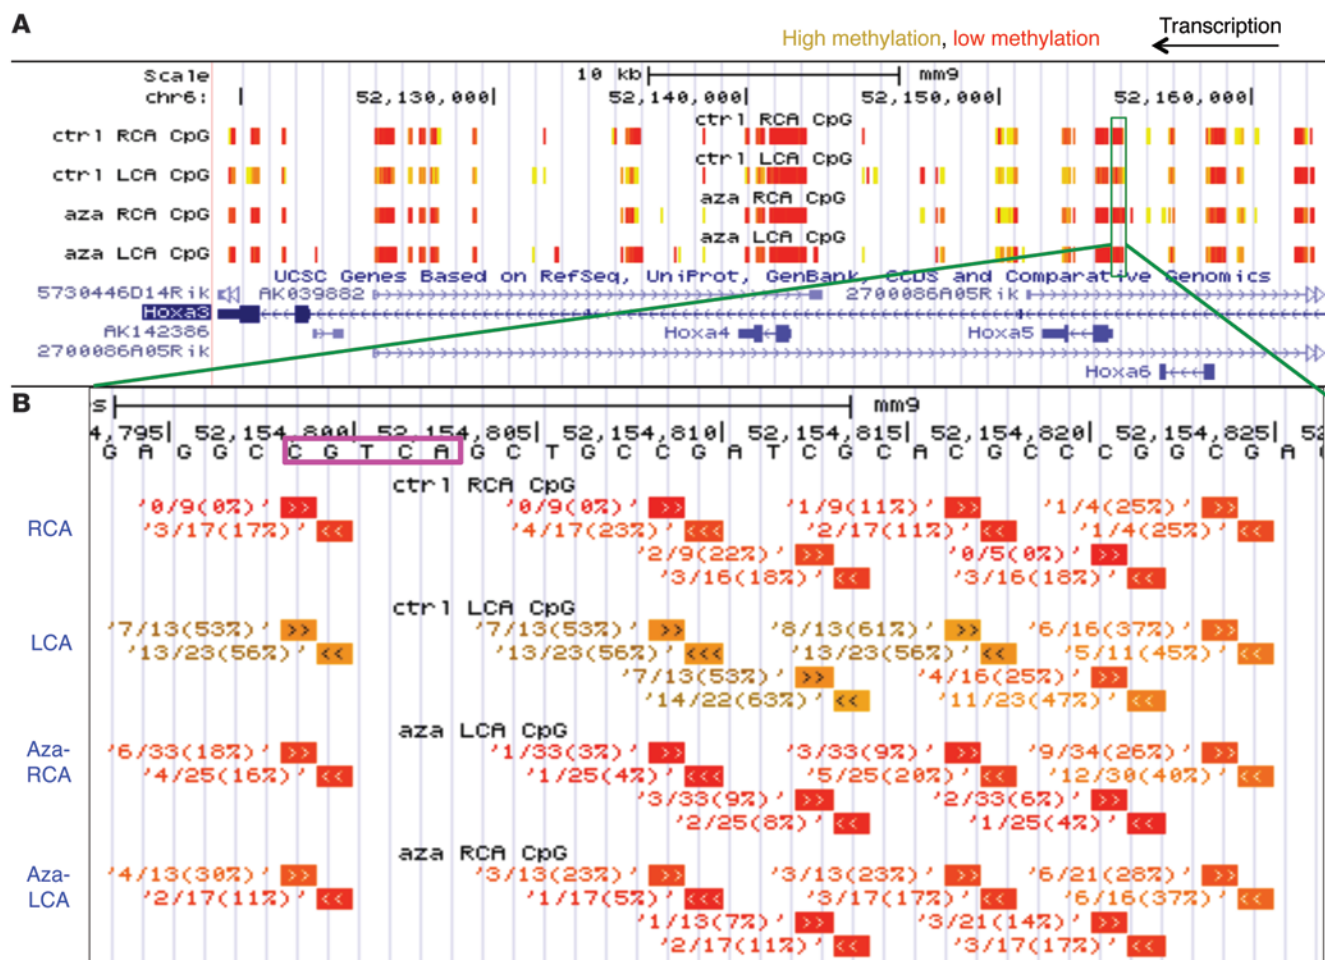 A
High methylation, low methylation
Transcription
Scale 10 kb mm9
chr6: 52,130,000 52,140,000 52,150,000 52,160,000
ctrl RCA CpG
ctrl RCA CpG
ctrl LCA CpG
ctrl LCA CpG
aza RCA CpG
aza RCA CpG
aza LCA CpG
aza LCA CpG
UCSC Genes Based on RefSeq, UniProt, GenBank, CCDS and Comparative Genomics
5730446D14Rik AK039882 2700086A05Rik
Hoxa3
AK142386 Hoxa4 Hoxa5
2700086A05Rik
Hoxa6
B
s mm9
4,795| 52,154,800| 52,154,805| 52,154,810| 52,154,815| 52,154,820| 52,154,825| 52
G A G G C C G T C A G C T G C C G A T C G C A C G C C C G G C G A
ctrl RCA CpG
RCA
'0/9(0%)' '0/9(0%)' '1/9(11%)' '1/4(25%)'
'3/17(17%)' '4/17(23%)' '2/17(11%)' '1/4(25%)'
'2/9(22%)' '0/5(0%)'
'3/16(18%)' '3/16(18%)'
ctrl LCA CpG
LCA
'7/13(53%)' '7/13(53%)' '8/13(61%)' '6/16(37%)'
'13/23(56%)' '13/23(56%)' '13/23(56%)' '5/11(45%)'
'7/13(53%)' '4/16(25%)'
'14/22(63%)' '11/23(47%)'
aza LCA CpG
Aza-
RCA
'6/33(18%)' '1/33(3%)' '3/33(9%)' '9/34(26%)'
'4/25(16%)' '1/25(4%)' '5/25(20%)' '12/30(40%)'
'3/33(9%)' '2/33(6%)'
'2/25(8%)' '1/25(4%)'
aza RCA CpG
Aza-
LCA
'4/13(30%)' '3/13(23%)' '3/13(23%)' '6/21(28%)'
'2/17(11%)' '1/17(5%)' '3/17(17%)' '6/16(37%)'
'1/13(7%)' '3/21(14%)'
'2/17(11%)' '3/17(17%)'